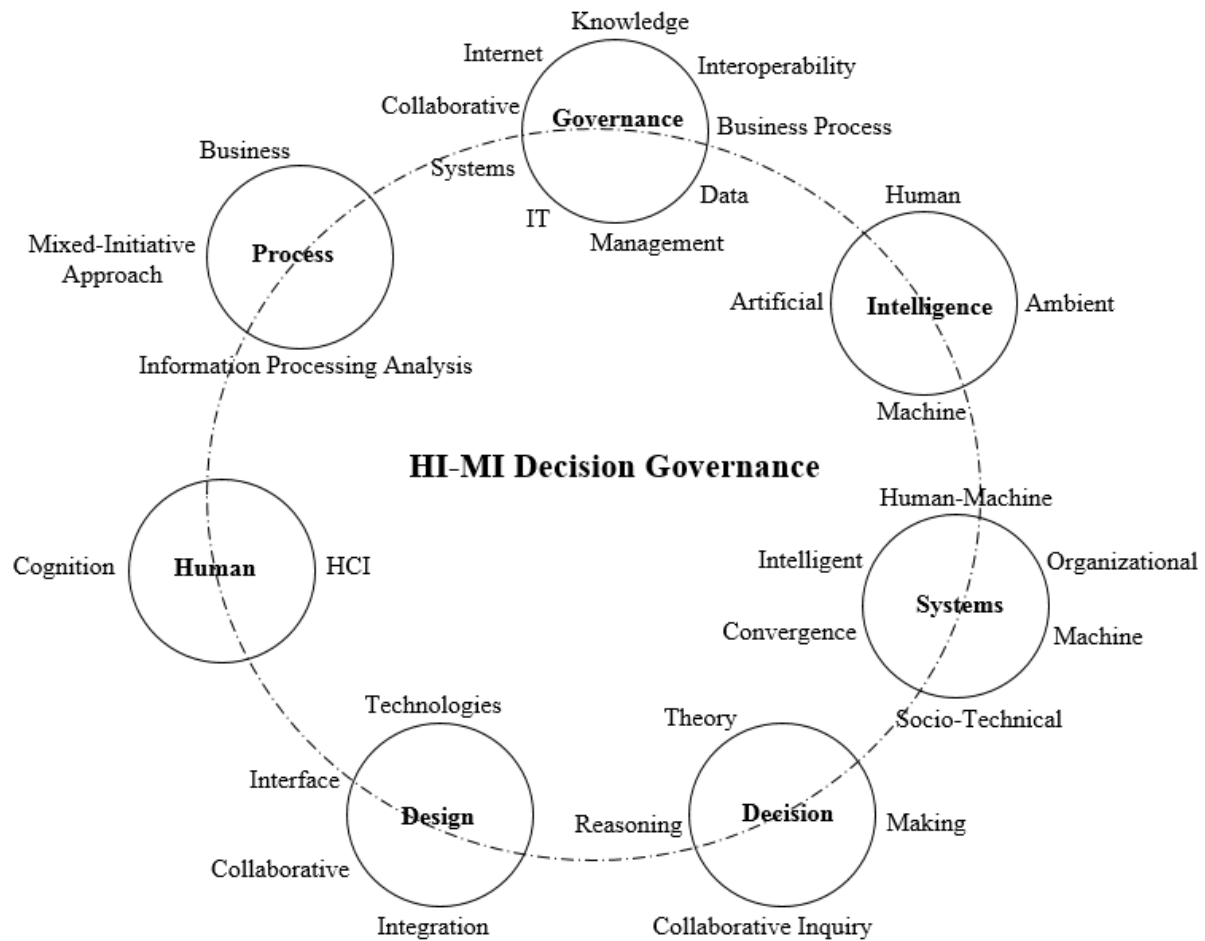 Knowledge
Internet
Interoperability
Collaborative
Governance
Business Process
Systems
Data
IT
Management
Business
Mixed-Initiative
Approach
Process
Information Processing Analysis
Human
Artificial
Intelligence
Ambient
Machine
HI-MI Decision Governance
Human-Machine
Intelligent
Organizational
Systems
Convergence
Machine
Socio-Technical
Cognition
Human
HCI
Technologies
Interface
Design
Collaborative
Integration
Theory
Reasoning
Decision
Making
Collaborative Inquiry